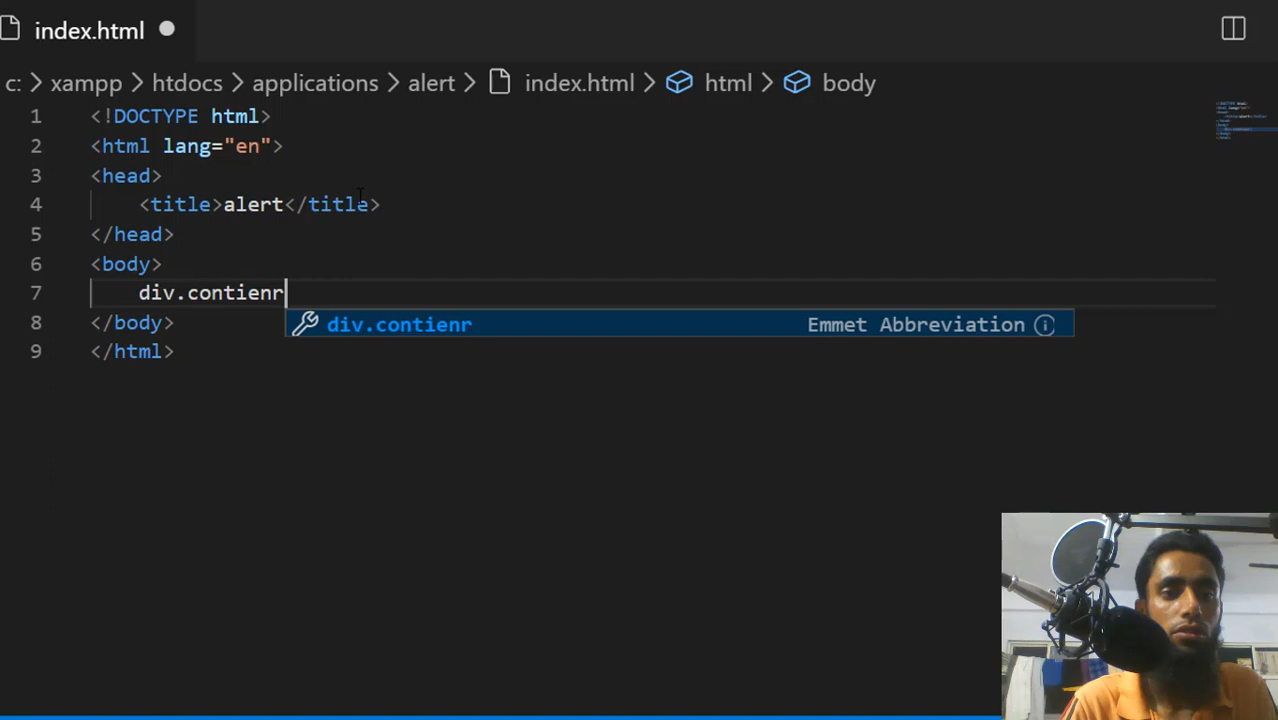 index.html
c: > xampp > htdocs > applications > alert > index.html > html > body
1 <!DOCTYPE html>
2 <html lang="en">
3 <head>
4 <title>alert</title>
5 </head>
6 <body>
7 div.contienr
div.contienr Emmet Abbreviation
8 </body>
9 </html>